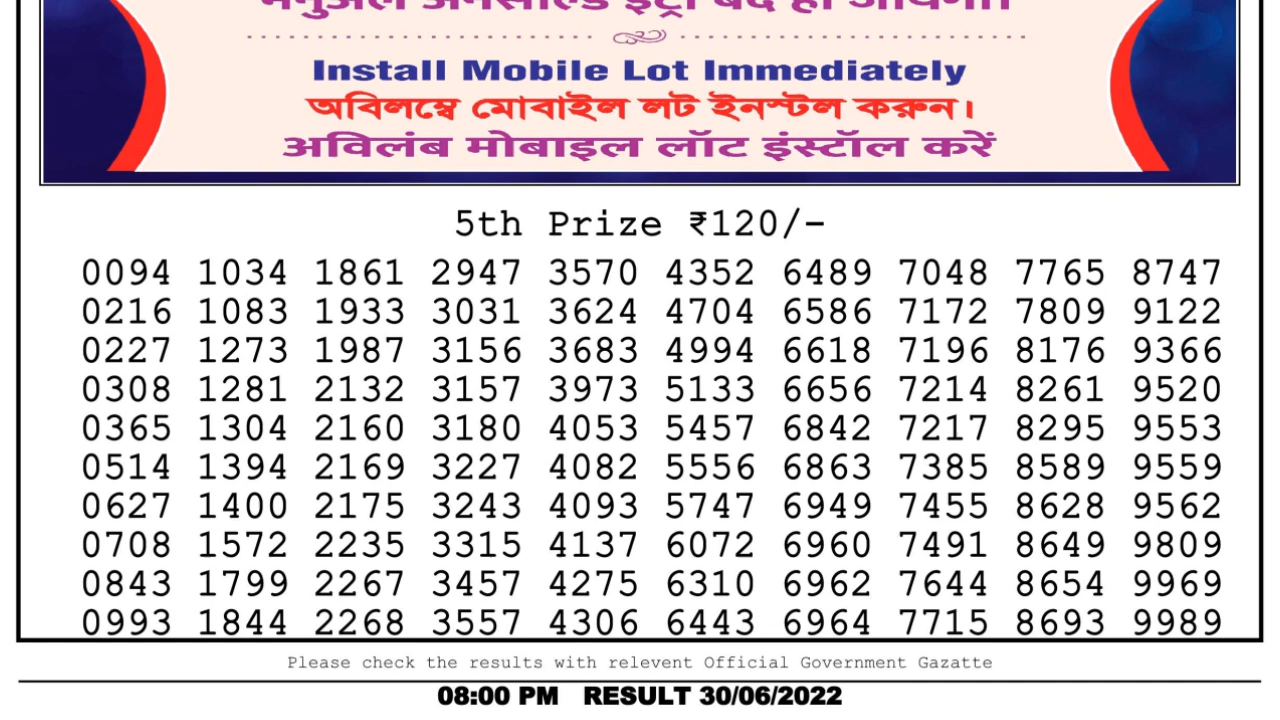 Install Mobile Lot Immediately
অবিলম্বে মোবাইল লট ইনস্টল করুন।
अविलंब मोबाइल लॉट इंस्टॉल करें
5th Prize ₹120/-
0094 1034 1861 2947 3570 4352 6489 7048 7765 8747
0216 1083 1933 3031 3624 4704 6586 7172 7809 9122
0227 1273 1987 3156 3683 4994 6618 7196 8176 9366
0308 1281 2132 3157 3973 5133 6656 7214 8261 9520
0365 1304 2160 3180 4053 5457 6842 7217 8295 9553
0514 1394 2169 3227 4082 5556 6863 7385 8589 9559
0627 1400 2175 3243 4093 5747 6949 7455 8628 9562
0708 1572 2235 3315 4137 6072 6960 7491 8649 9809
0843 1799 2267 3457 4275 6310 6962 7644 8654 9969
0993 1844 2268 3557 4306 6443 6964 7715 8693 9989
Please check the results with relevent Official Government Gazatte
08:00 PM RESULT 30/06/2022